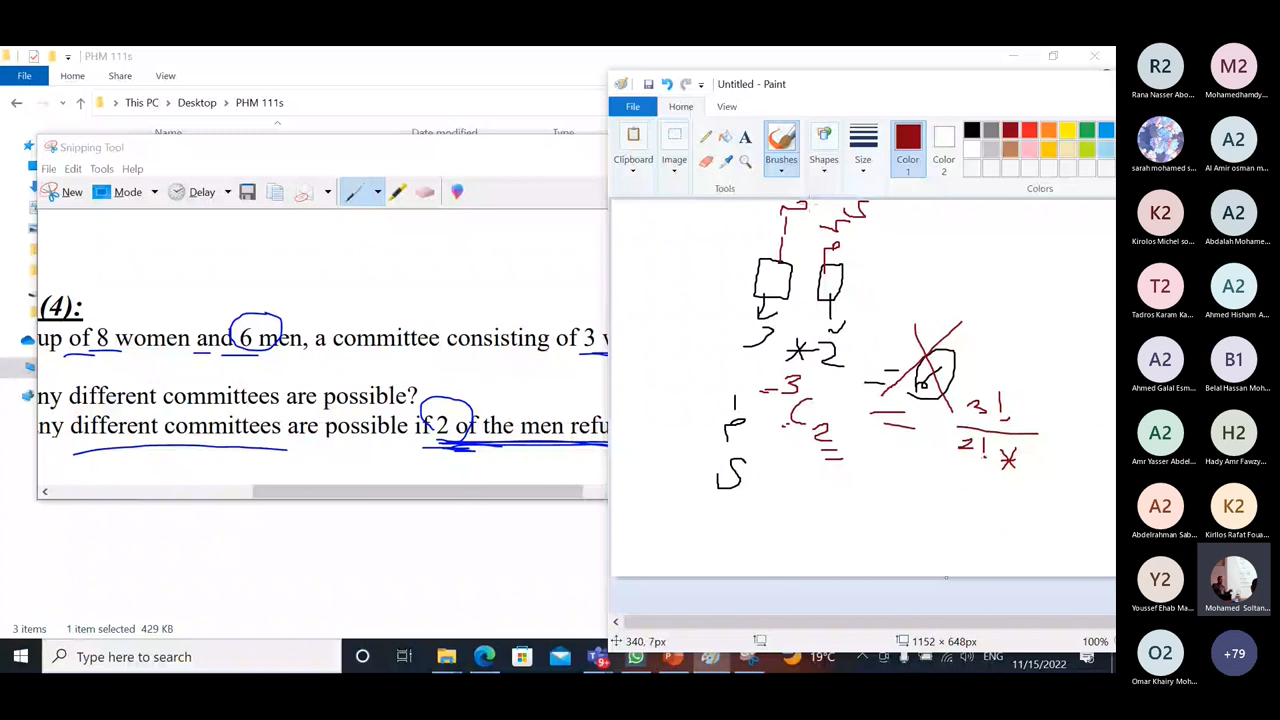 PHM 111s
File Home Share View
This PC > Desktop > PHM 111s
Name Date modified Type
Snipping Tool
File Edit Tools Help
New Mode Delay
(4):
up of 8 women and 6 men, a committee consisting of 3
ny different committees are possible?
ny different committees are possible if 2 of the men refu
3 items 1 item selected 429 KB
Untitled - Paint
File Home View
Clipboard Image Tools Brushes Shapes Size Color 1 Color 2 Colors
* 2
= 3
C 2
3!
2! *
340, 7px 1152 × 648px 100%
Type here to search
9+
19°C ENG
11/15/2022
R2
Rana Nasser Abo...
M2
Mohamedhamdy...
sarah mohamed s...
A2
Al Amir osman m...
K2
Kirolos Michel so...
A2
Abdalah Mohame...
T2
Tadros Karam Ka...
A2
Ahmed Hisham A...
A2
Ahmed Galal Esm...
B1
Belal Hassan Moh...
A2
Amr Yasser Abdel...
H2
Hady Amr Fawzy...
A2
Abdelrahman Sab...
K2
Kirllos Rafat Foua...
Y2
Youssef Ehab Ma...
Mohamed Soltan...
O2
Omar Khairy Moh...
+79